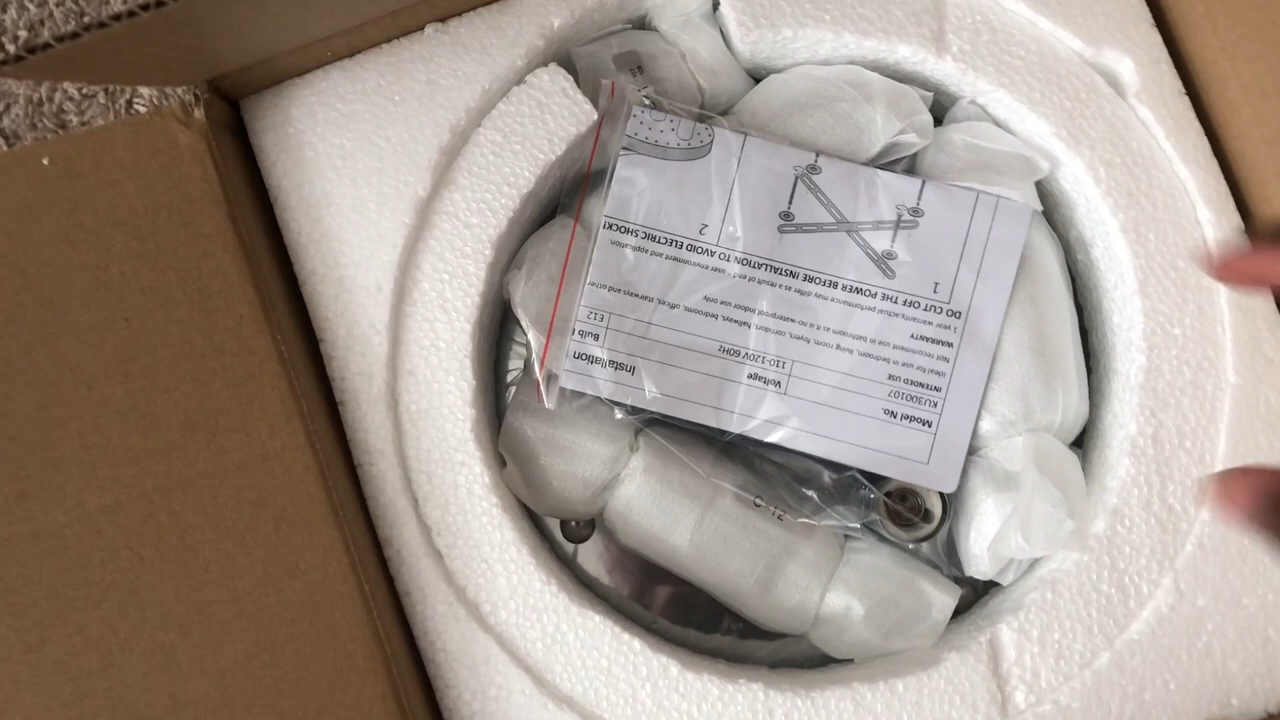 Installation
Model No.
Voltage
Bulb
KU300107
110-120V 60Hz
E12
INTENDED USE
Ideal for use in bedroom, living room, foyers, corridors, hallways, bedrooms, offices, stairways and other
Not recommend use in bathroom as it is no-waterproof.Indoor use only.
WARRANTY
1 year warranty,actual performance may differ as a result of end - user environment and application.
DO CUT OFF THE POWER BEFORE INSTALLATION TO AVOID ELECTRIC SHOCK!
1
2
C-12